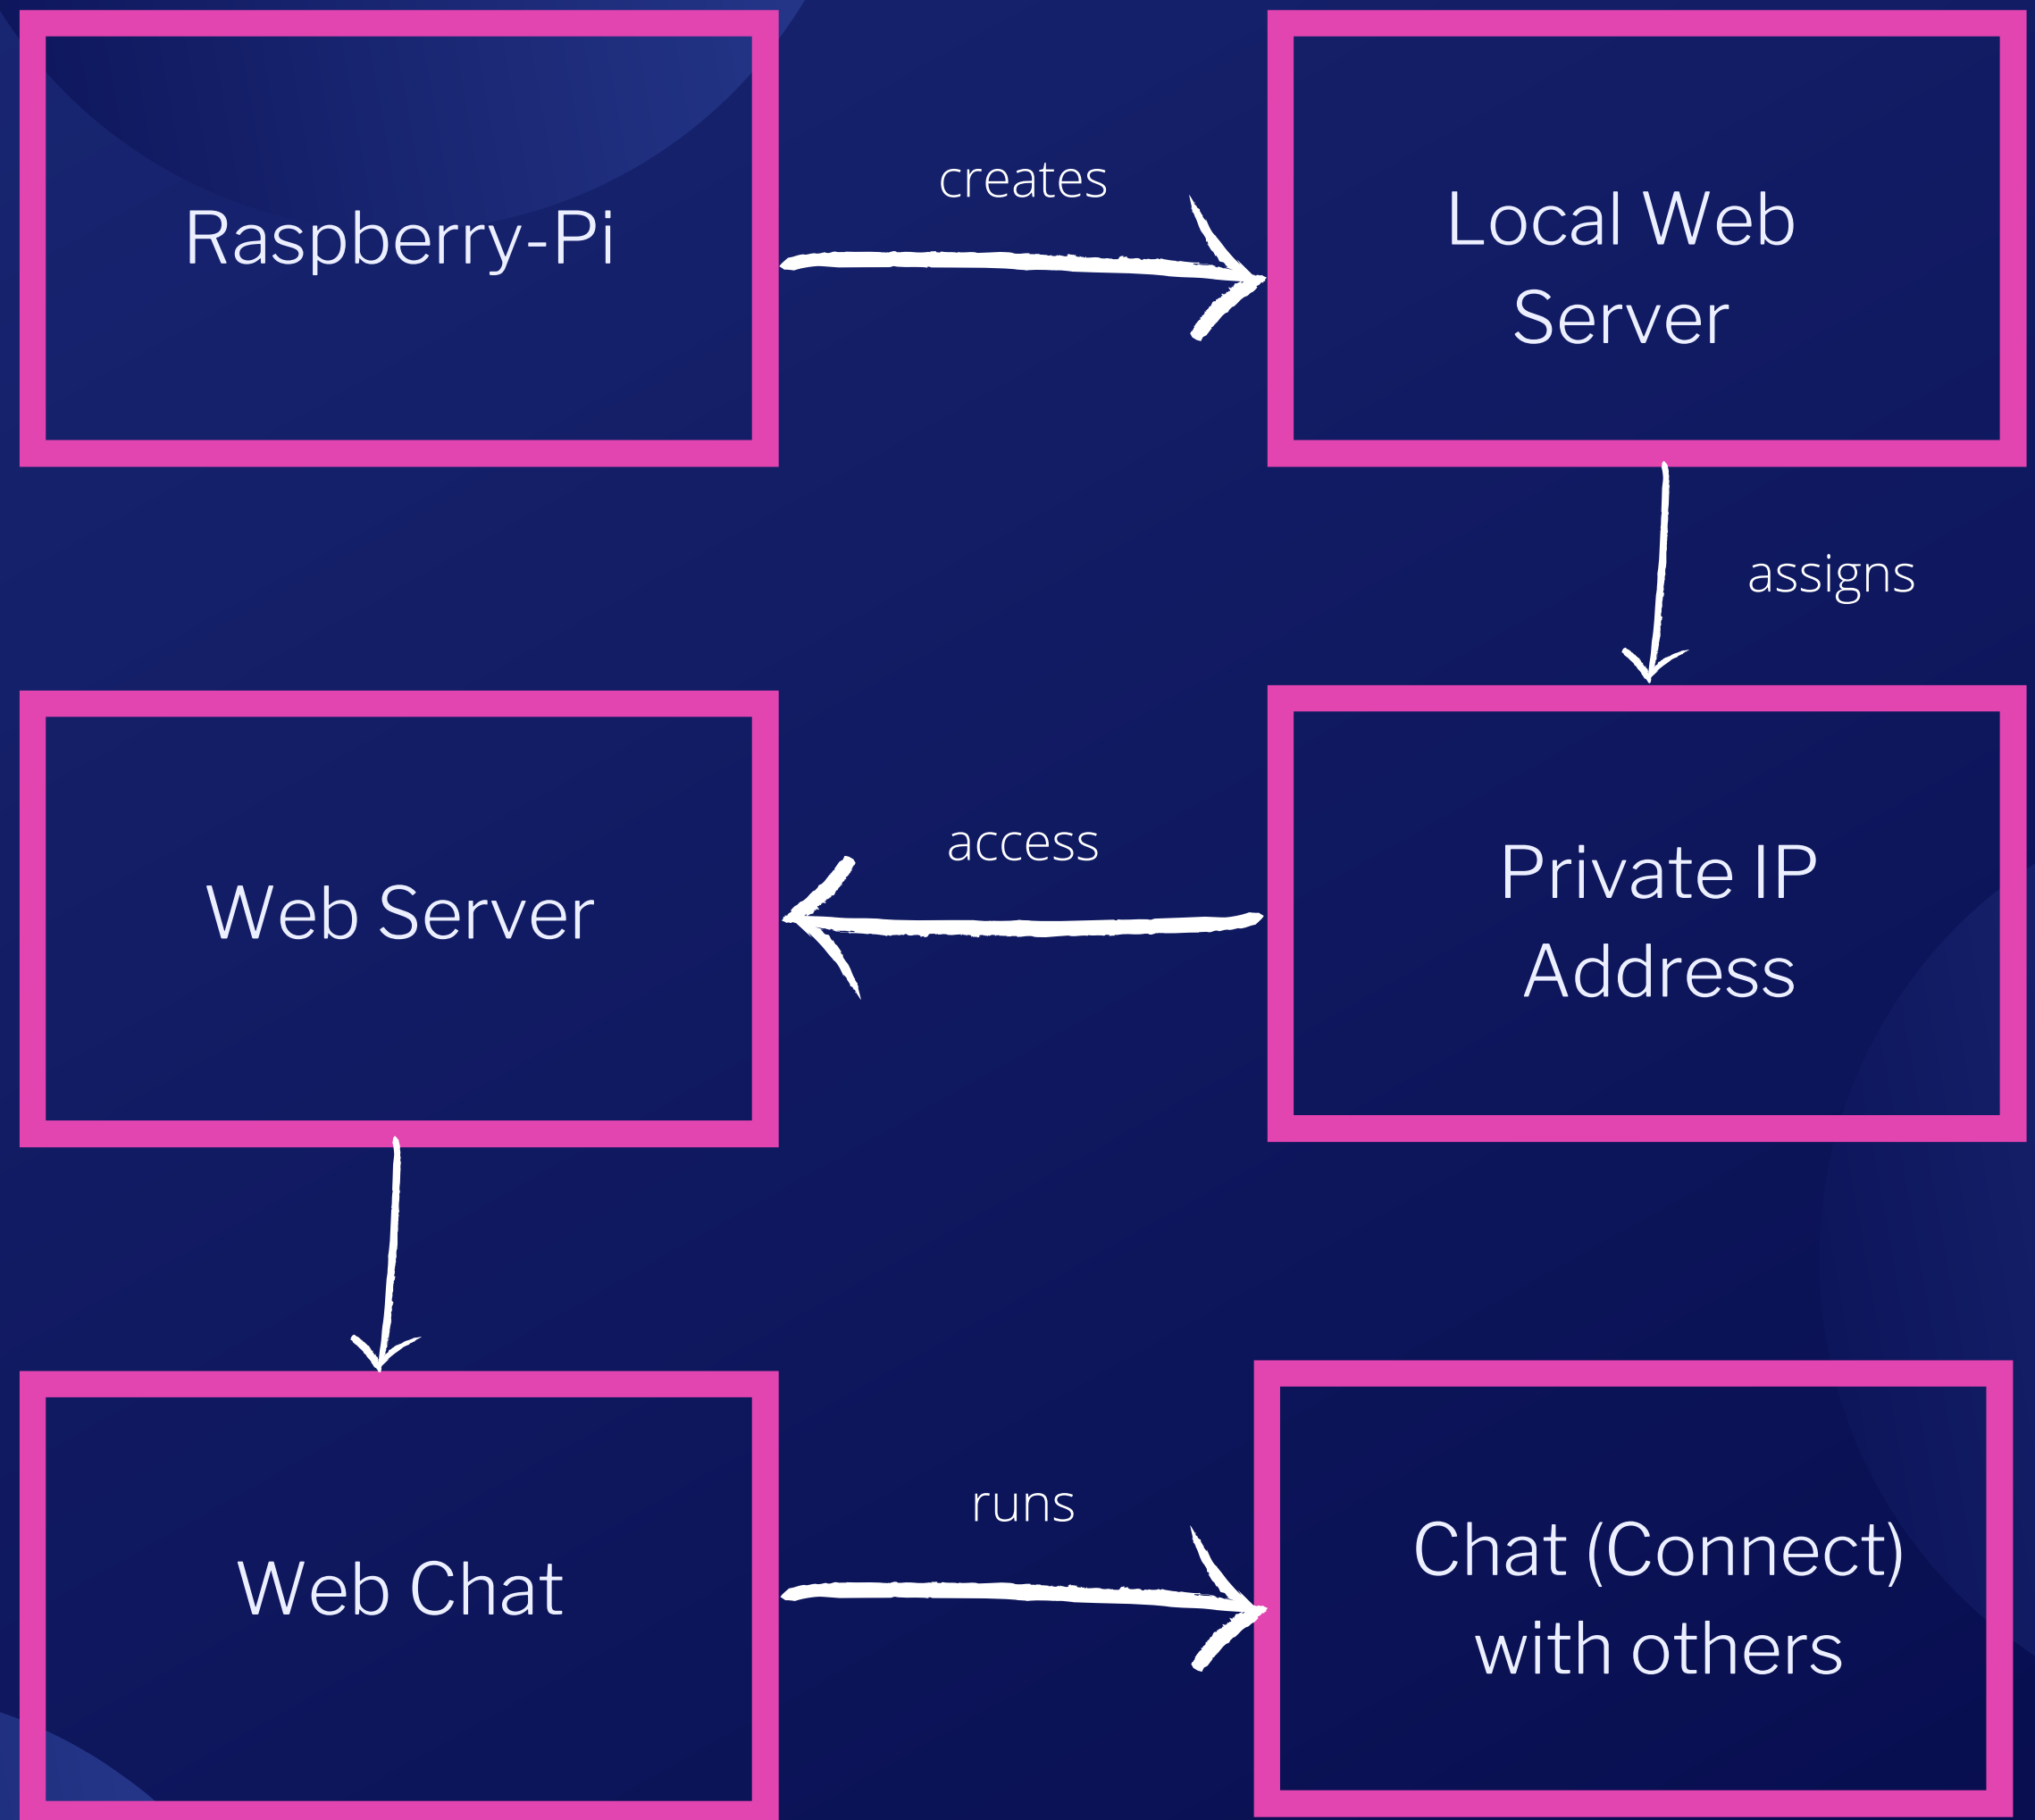 Raspberry-Pi
creates
Local Web
Server
assigns
Private IP
Address
access
Web Server
Web Chat
runs
Chat (Connect)
with others